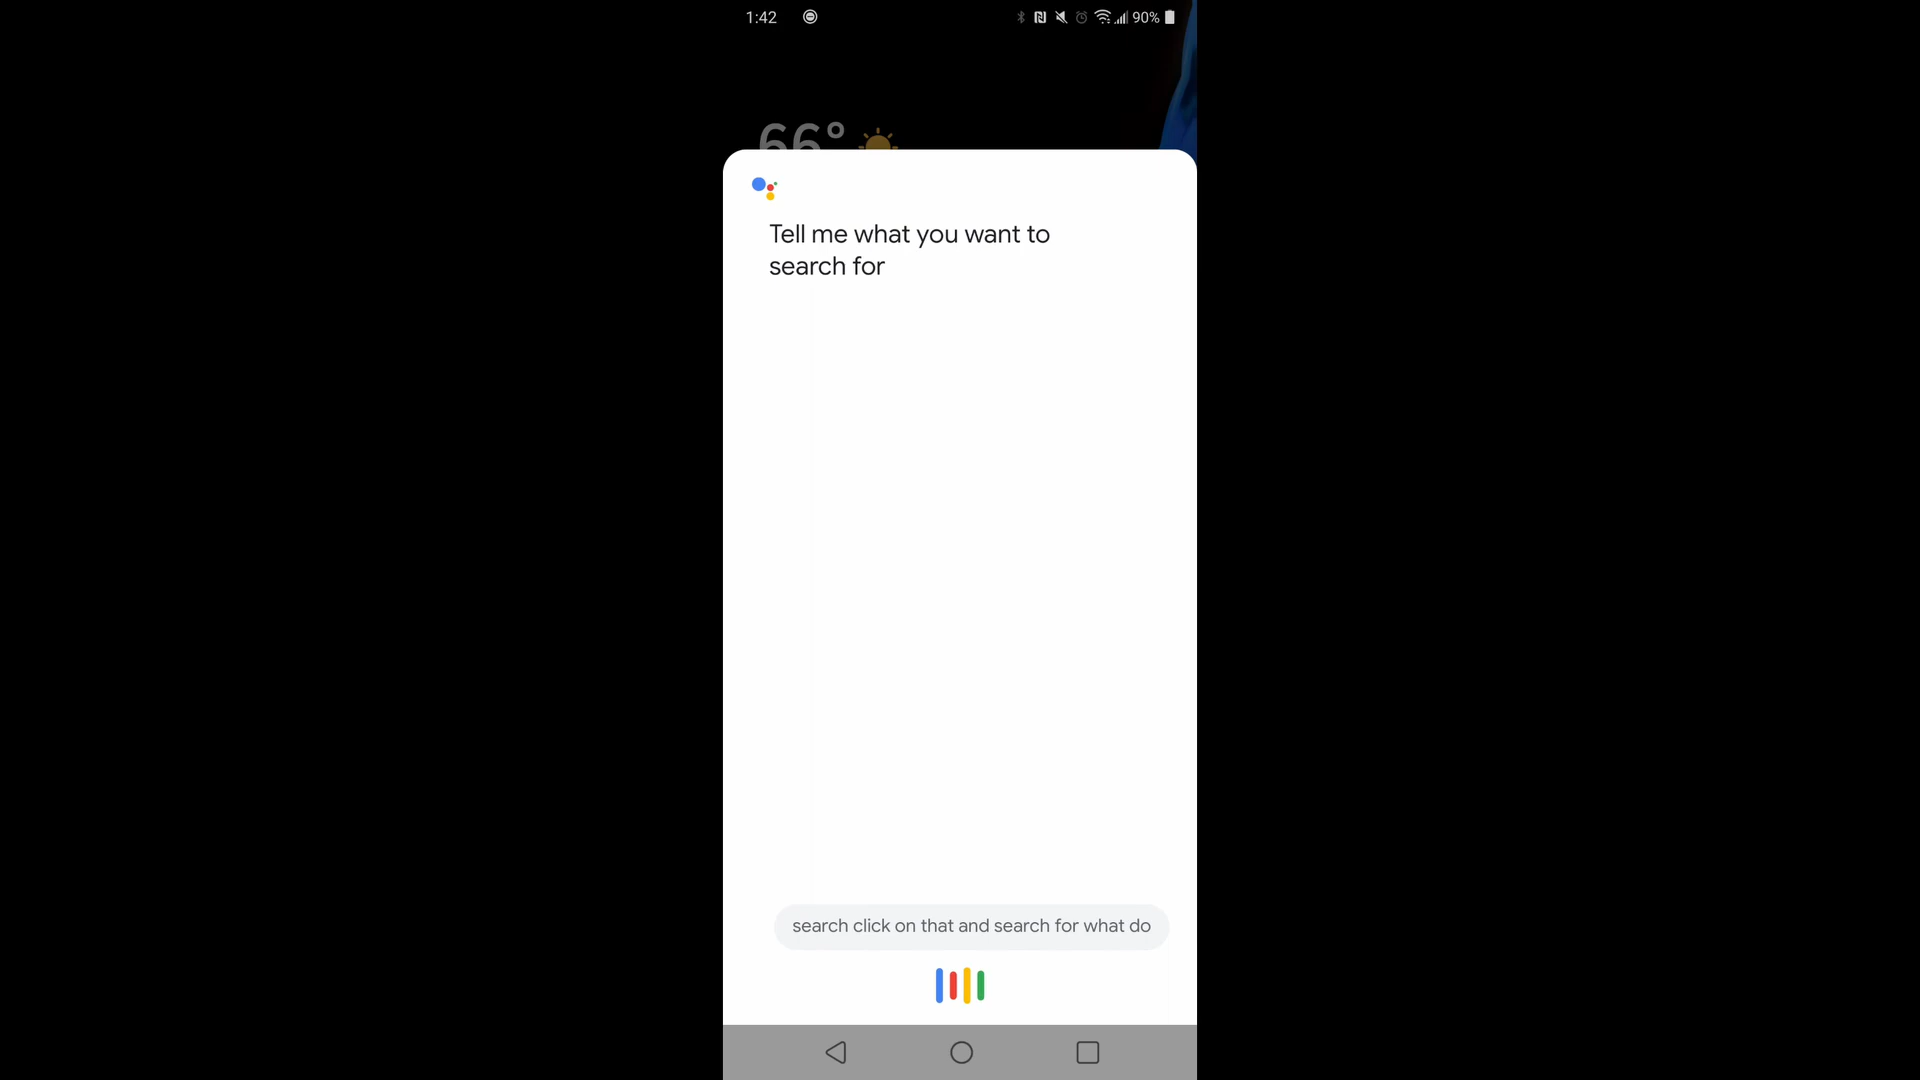 1:42
90%
66°
Tell me what you want to
search for
search click on that and search for what do